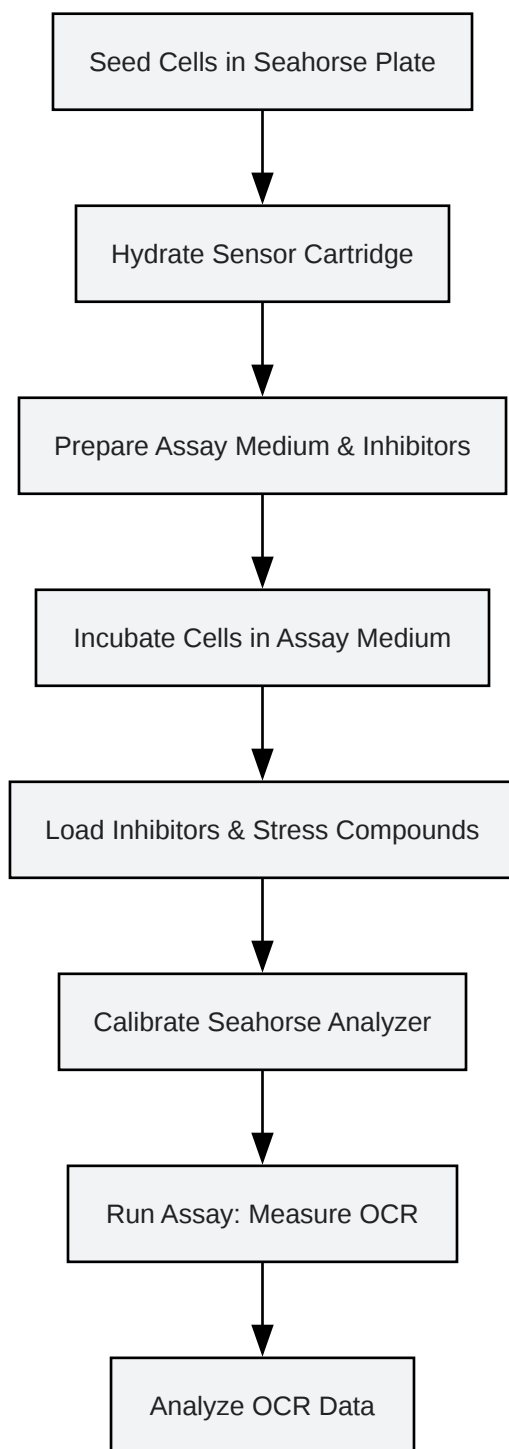 Seed Cells in Seahorse Plate
Hydrate Sensor Cartridge
Prepare Assay Medium & Inhibitors
Incubate Cells in Assay Medium
Load Inhibitors & Stress Compounds
Calibrate Seahorse Analyzer
Run Assay: Measure OCR
Analyze OCR Data